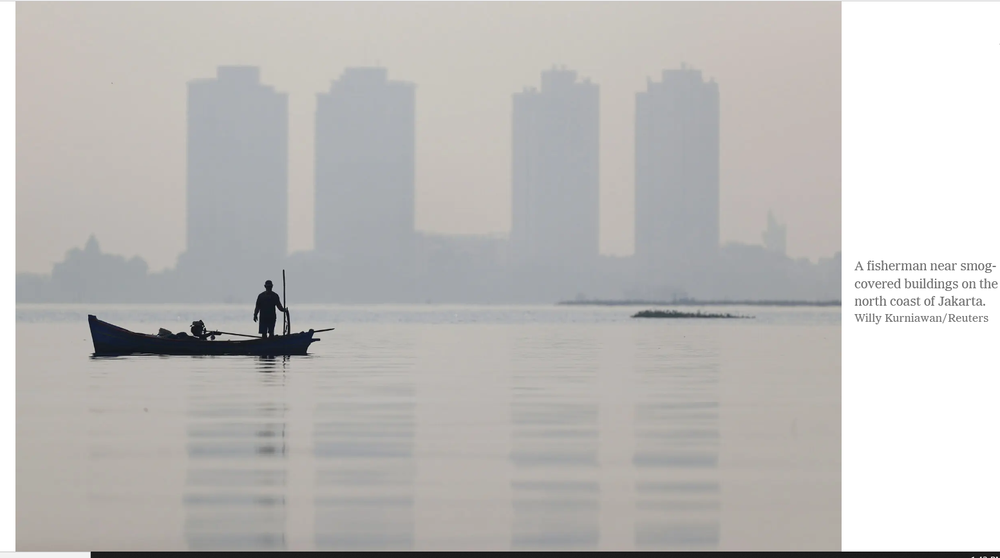 A fisherman near smog-
covered buildings on the
north coast of Jakarta.
Willy Kurniawan/Reuters